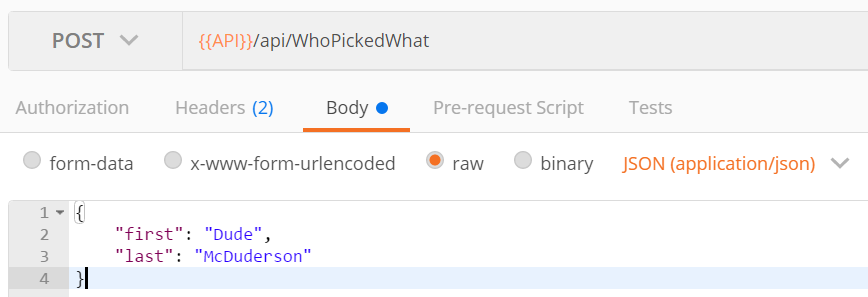 POST {{API}}/api/WhoPickedWhat
Authorization Headers (2) Body Pre-request Script Tests
form-data x-www-form-urlencoded raw binary JSON (application/json)
1 {
2 "first": "Dude",
3 "last": "McDuderson"
4 }